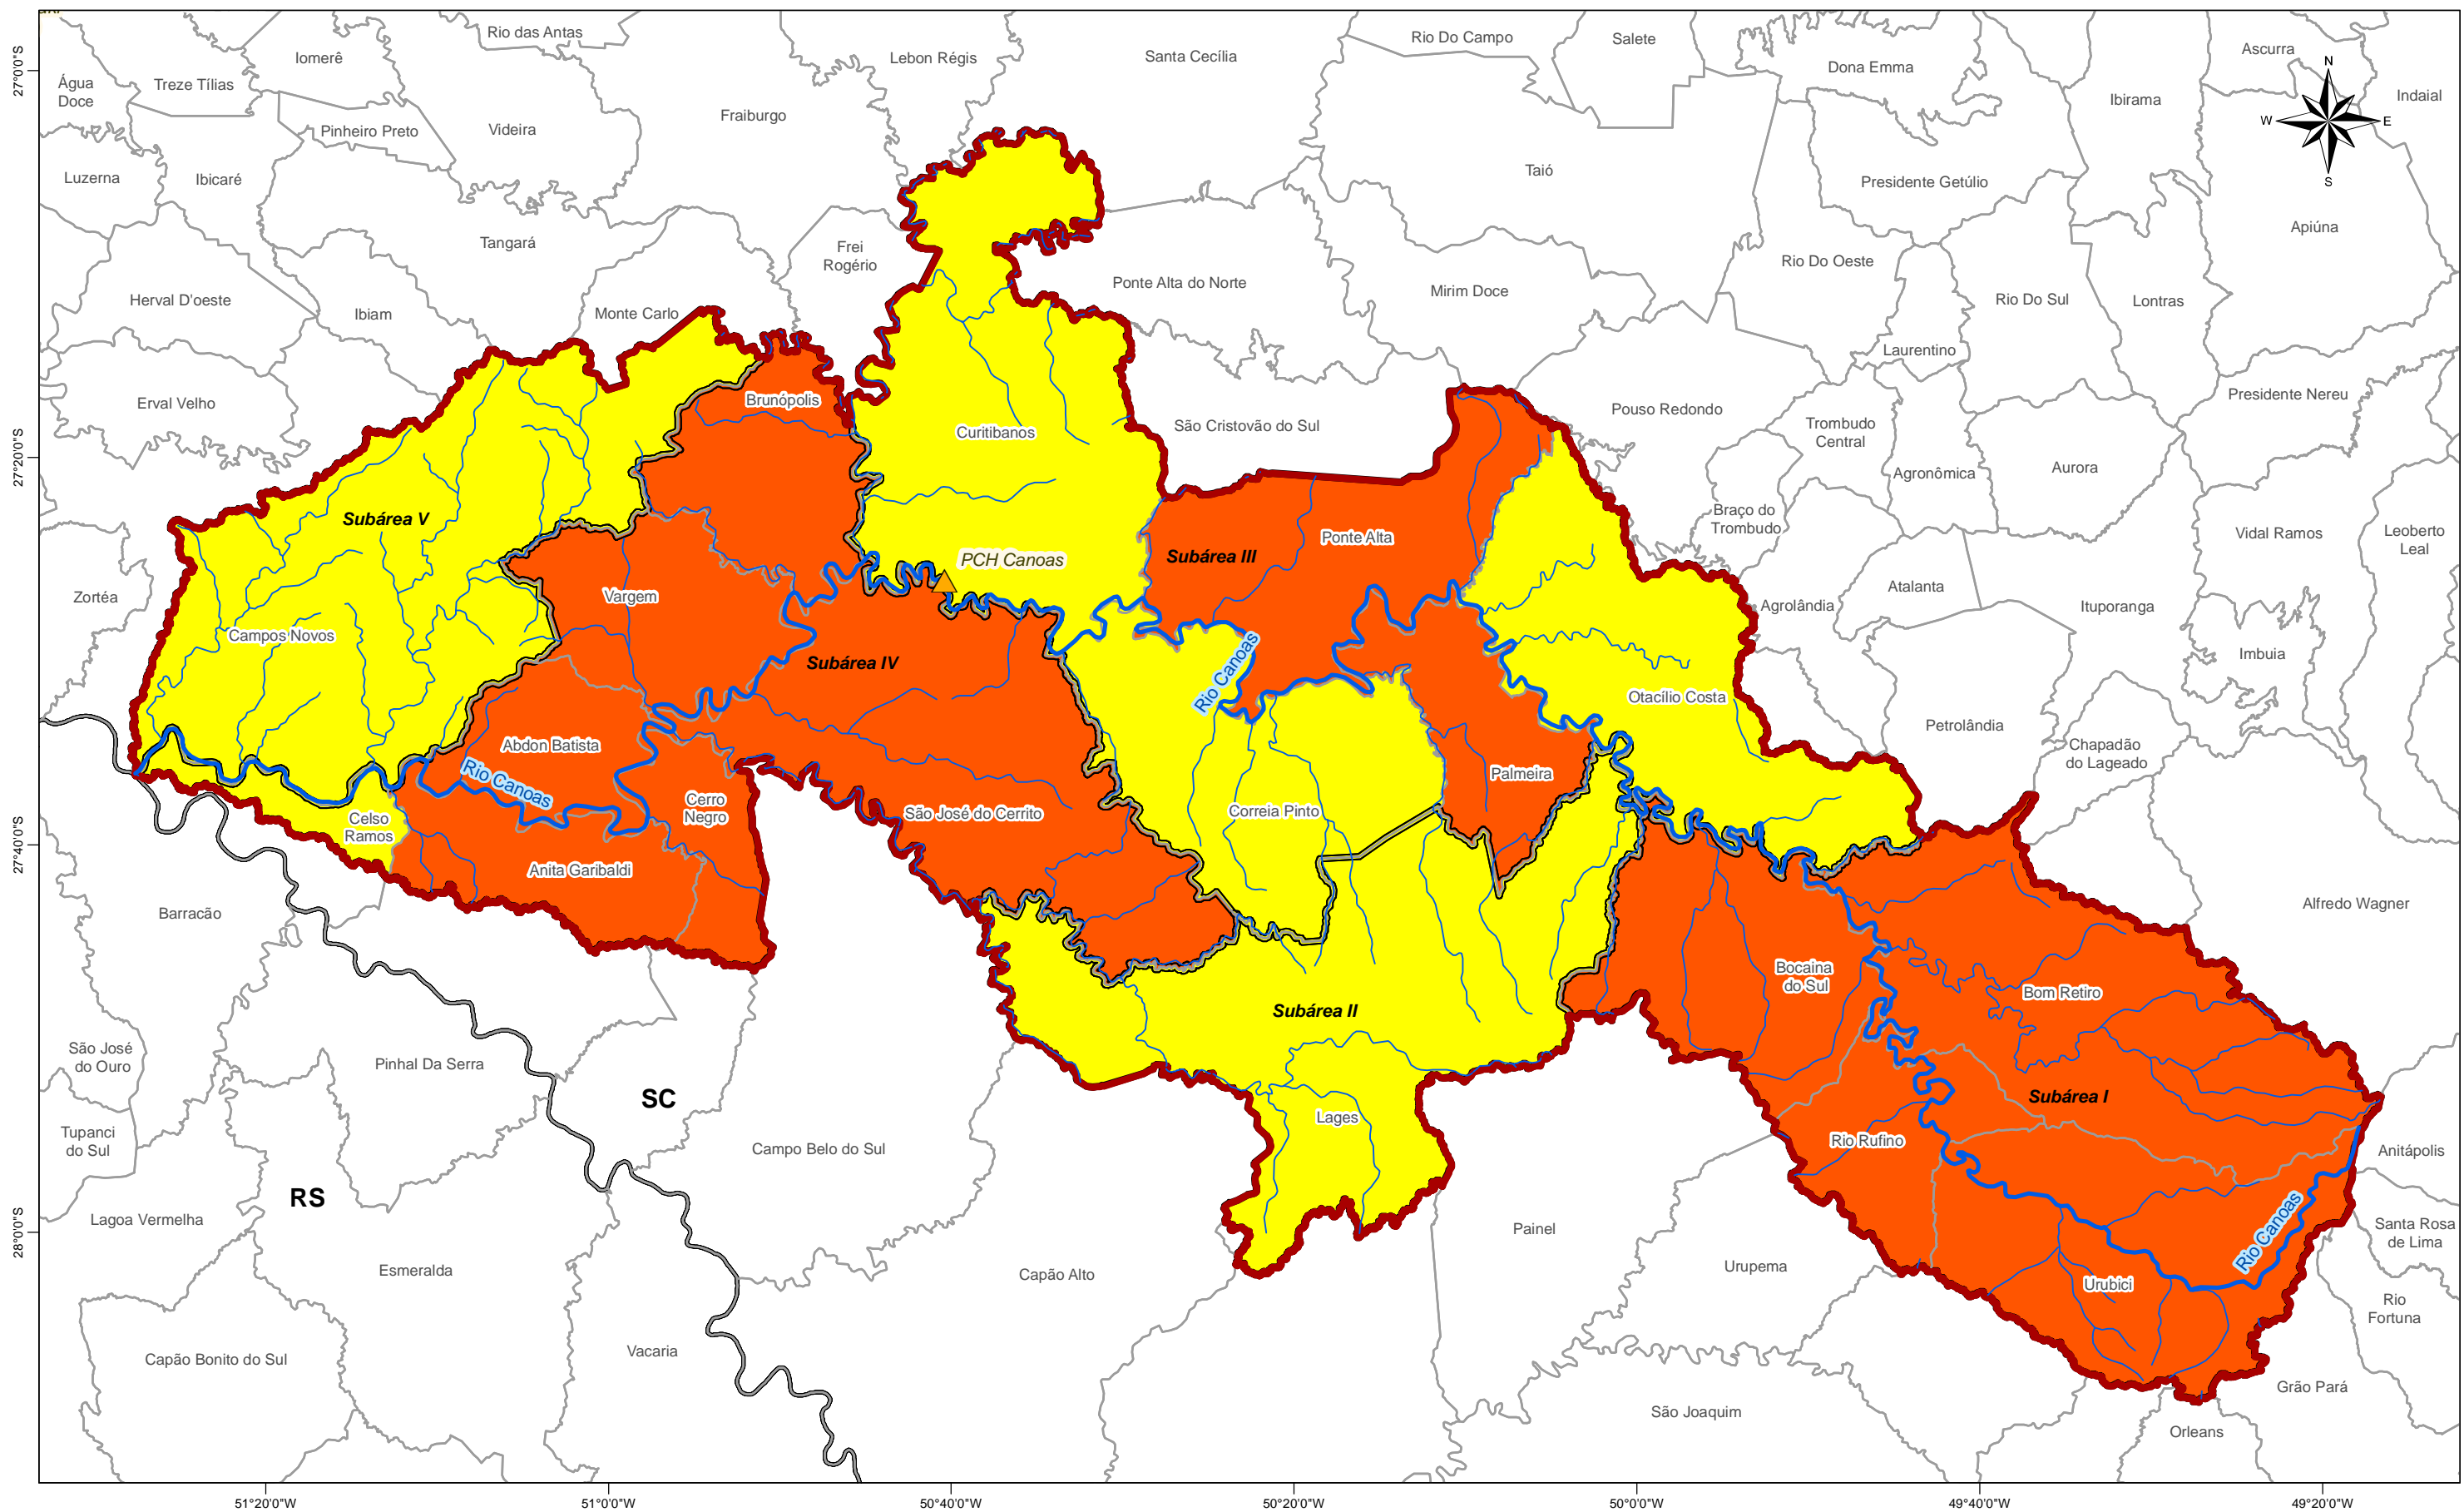 Rio das Antas
Iomerê
Lebon Régis
Santa Cecília
Rio Do Campo
Salete
Ascurra
Dona Emma
N
Água
Doce
Treze Tílias
Ibirama
Indaial
W
E
Fraiburgo
Pinheiro Preto
Videira
Luzerna
Ibicaré
Taió
Presidente Getúlio
S
Apiúna
Tangará
Frei
Rogério
Rio Do Oeste
Ponte Alta do Norte
Mirim Doce
Herval D'oeste
Ibiam
Monte Carlo
Rio Do Sul
Lontras
Laurentino
Presidente Nereu
Erval Velho
Brunópolis
Curitibanos
São Cristovão do Sul
Pouso Redondo
Trombudo
Central
Agronômica
Aurora
Subárea V
Braço do
Trombudo
Vidal Ramos
Leoberto
Leal
Ponte Alta
Subárea III
PCH Canoas
Zortéa
Vargem
Atalanta
Agrolândia
Ituporanga
Campos Novos
Subárea IV
Imbuia
Rio Canoas
Otacílio Costa
Petrolândia
Abdon Batista
Chapadão
do Lageado
Rio Canoas
Palmeira
Cerro
Negro
São José do Cerrito
Correia Pinto
Celso
Ramos
Anita Garibaldi
Barracão
Alfredo Wagner
Bocaina
do Sul
Bom Retiro
Subárea II
São José
do Ouro
Pinhal Da Serra
SC
Subárea I
Lages
Tupanci
do Sul
Campo Belo do Sul
Rio Rufino
Anitápolis
RS
Lagoa Vermelha
Painel
Rio Canoas
Santa Rosa
de Lima
Esmeralda
Capão Alto
Urupema
Urubici
Rio
Fortuna
Capão Bonito do Sul
Vacaria
Grão Pará
São Joaquim
Orleans
27°0'0"S
27°20'0"S
27°40'0"S
28°0'0"S
51°20'0"W
51°0'0"W
50°40'0"W
50°20'0"W
50°0'0"W
49°40'0"W
49°20'0"W